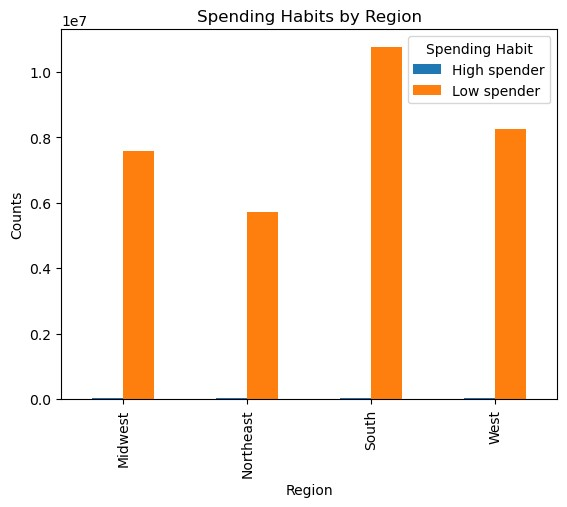 Spending Habits by Region
1e7
Spending Habit
High spender
Low spender
1.0
0.8
0.6
0.4
0.2
0.0
Counts
Midwest
Northeast
South
West
Region